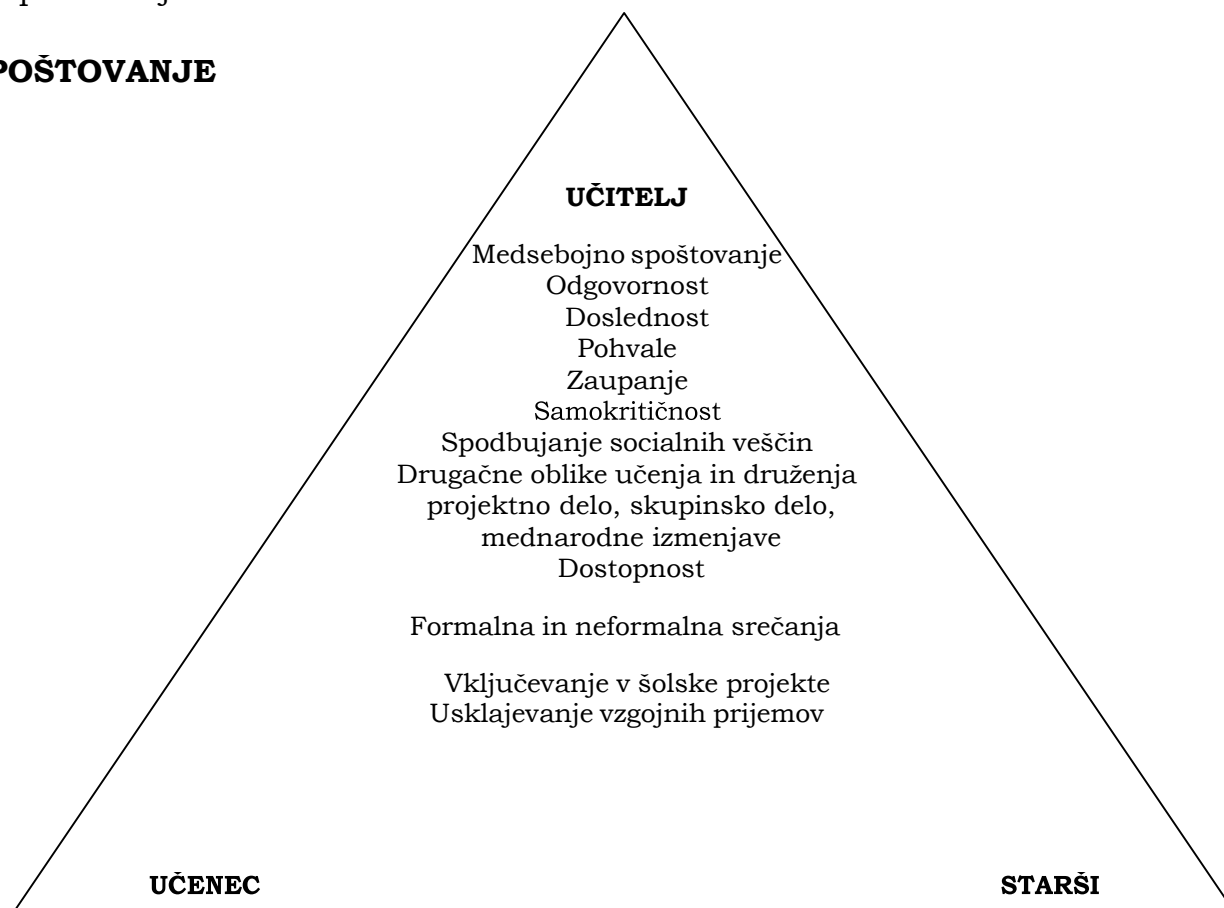 POŠTOVANJE
UČITELJ
Medsebojno spoštovanje
Odgovornost
Doslednost
Pohvale
Zaupanje
Samokritičnost
Spodbujanje socialnih veščin
Drugačne oblike učenja in druženja
projektno delo, skupinsko delo,
mednarodne izmenjave
Dostopnost
Formalna in neformalna srečanja
Vključevanje v šolske projekte
Usklajevanje vzgojnih prijemov
UČENEC STARŠI